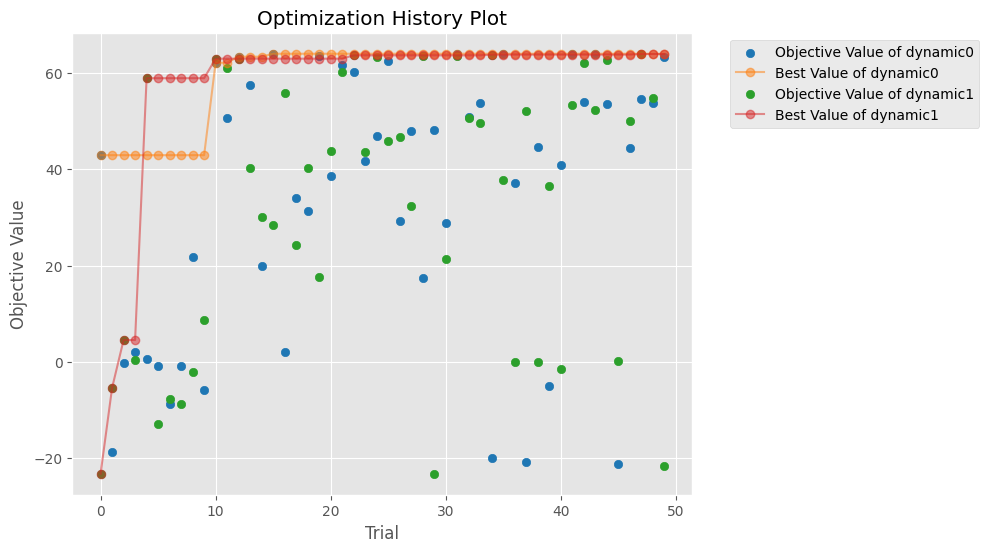 Optimization History Plot
Objective Value of dynamic0
Best Value of dynamic0
Objective Value of dynamic1
Best Value of dynamic1
Objective Value
60
40
20
0
−20
0
10
20
30
40
50
Trial